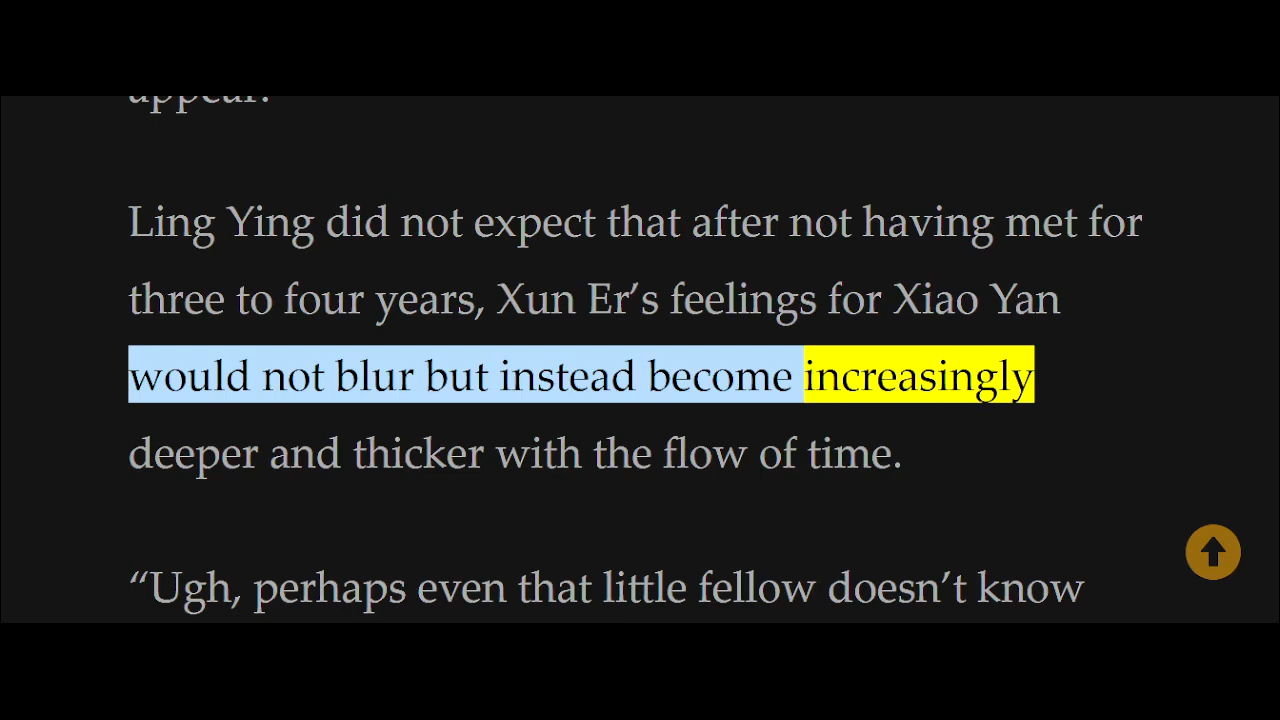 appear.
Ling Ying did not expect that after not having met for
three to four years, Xun Er’s feelings for Xiao Yan
would not blur but instead become increasingly
deeper and thicker with the flow of time.
“Ugh, perhaps even that little fellow doesn’t know